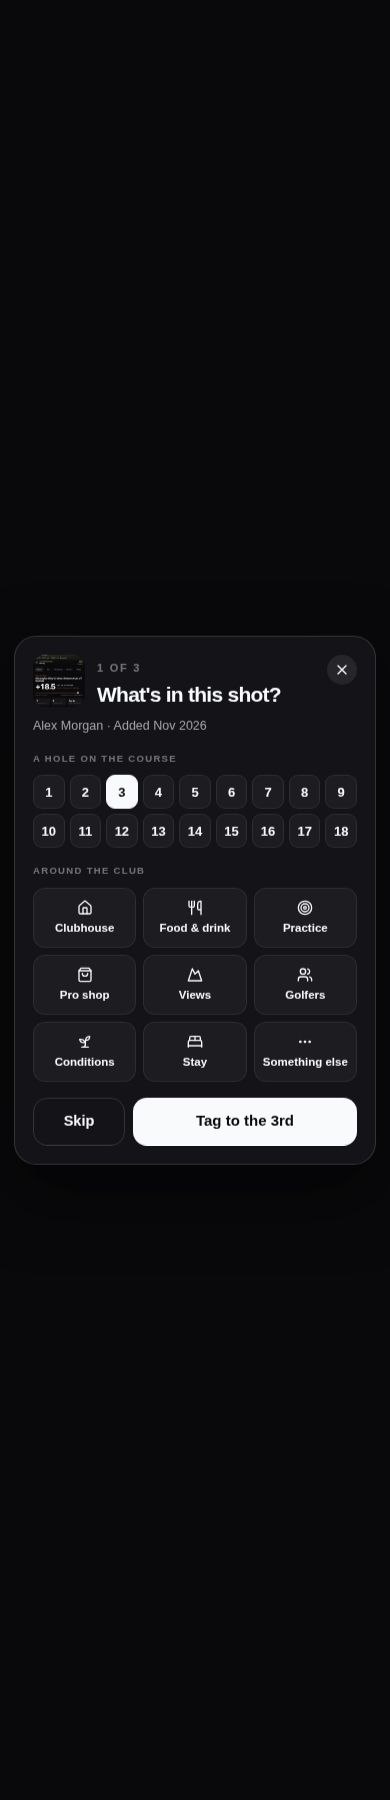 +18.5
1 OF 3
What's in this shot?
Alex Morgan · Added Nov 2026
A HOLE ON THE COURSE
1 2 3 4 5 6 7 8 9
10 11 12 13 14 15 16 17 18
AROUND THE CLUB
Clubhouse Food & drink Practice
Pro shop Views Golfers
Conditions Stay Something else
Skip Tag to the 3rd